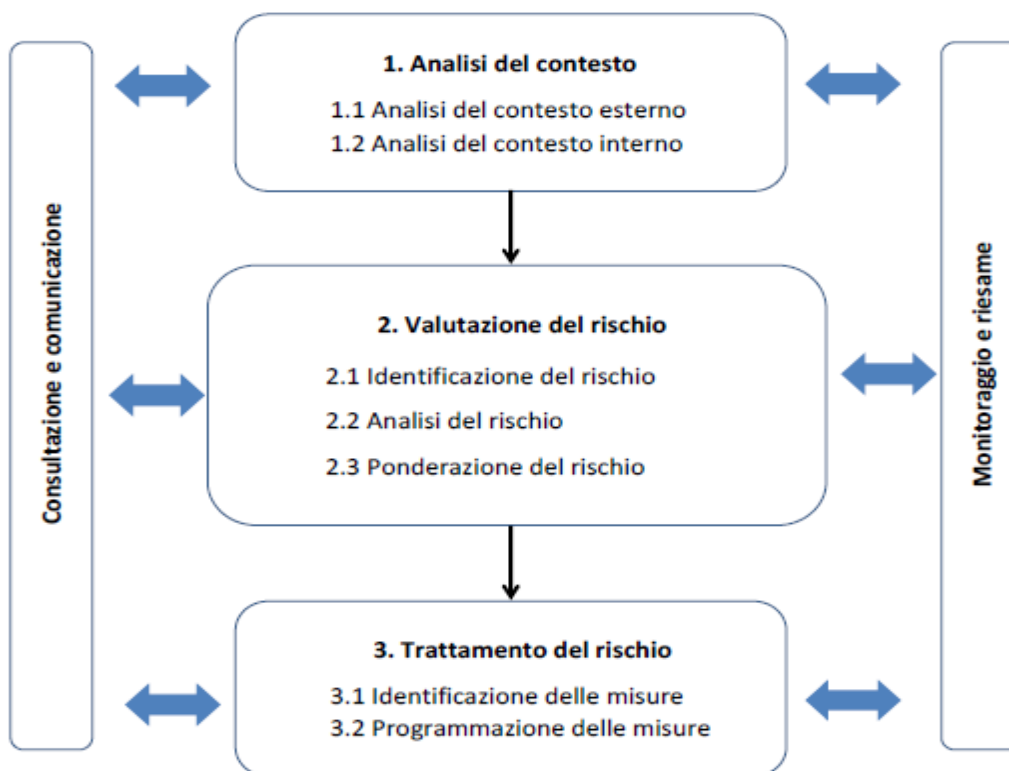 Consultazione e comunicazione
1. Analisi del contesto
1.1 Analisi del contesto esterno
1.2 Analisi del contesto interno
2. Valutazione del rischio
2.1 Identificazione del rischio
2.2 Analisi del rischio
2.3 Ponderazione del rischio
3. Trattamento del rischio
3.1 Identificazione delle misure
3.2 Programmazione delle misure
Monitoraggio e riesame